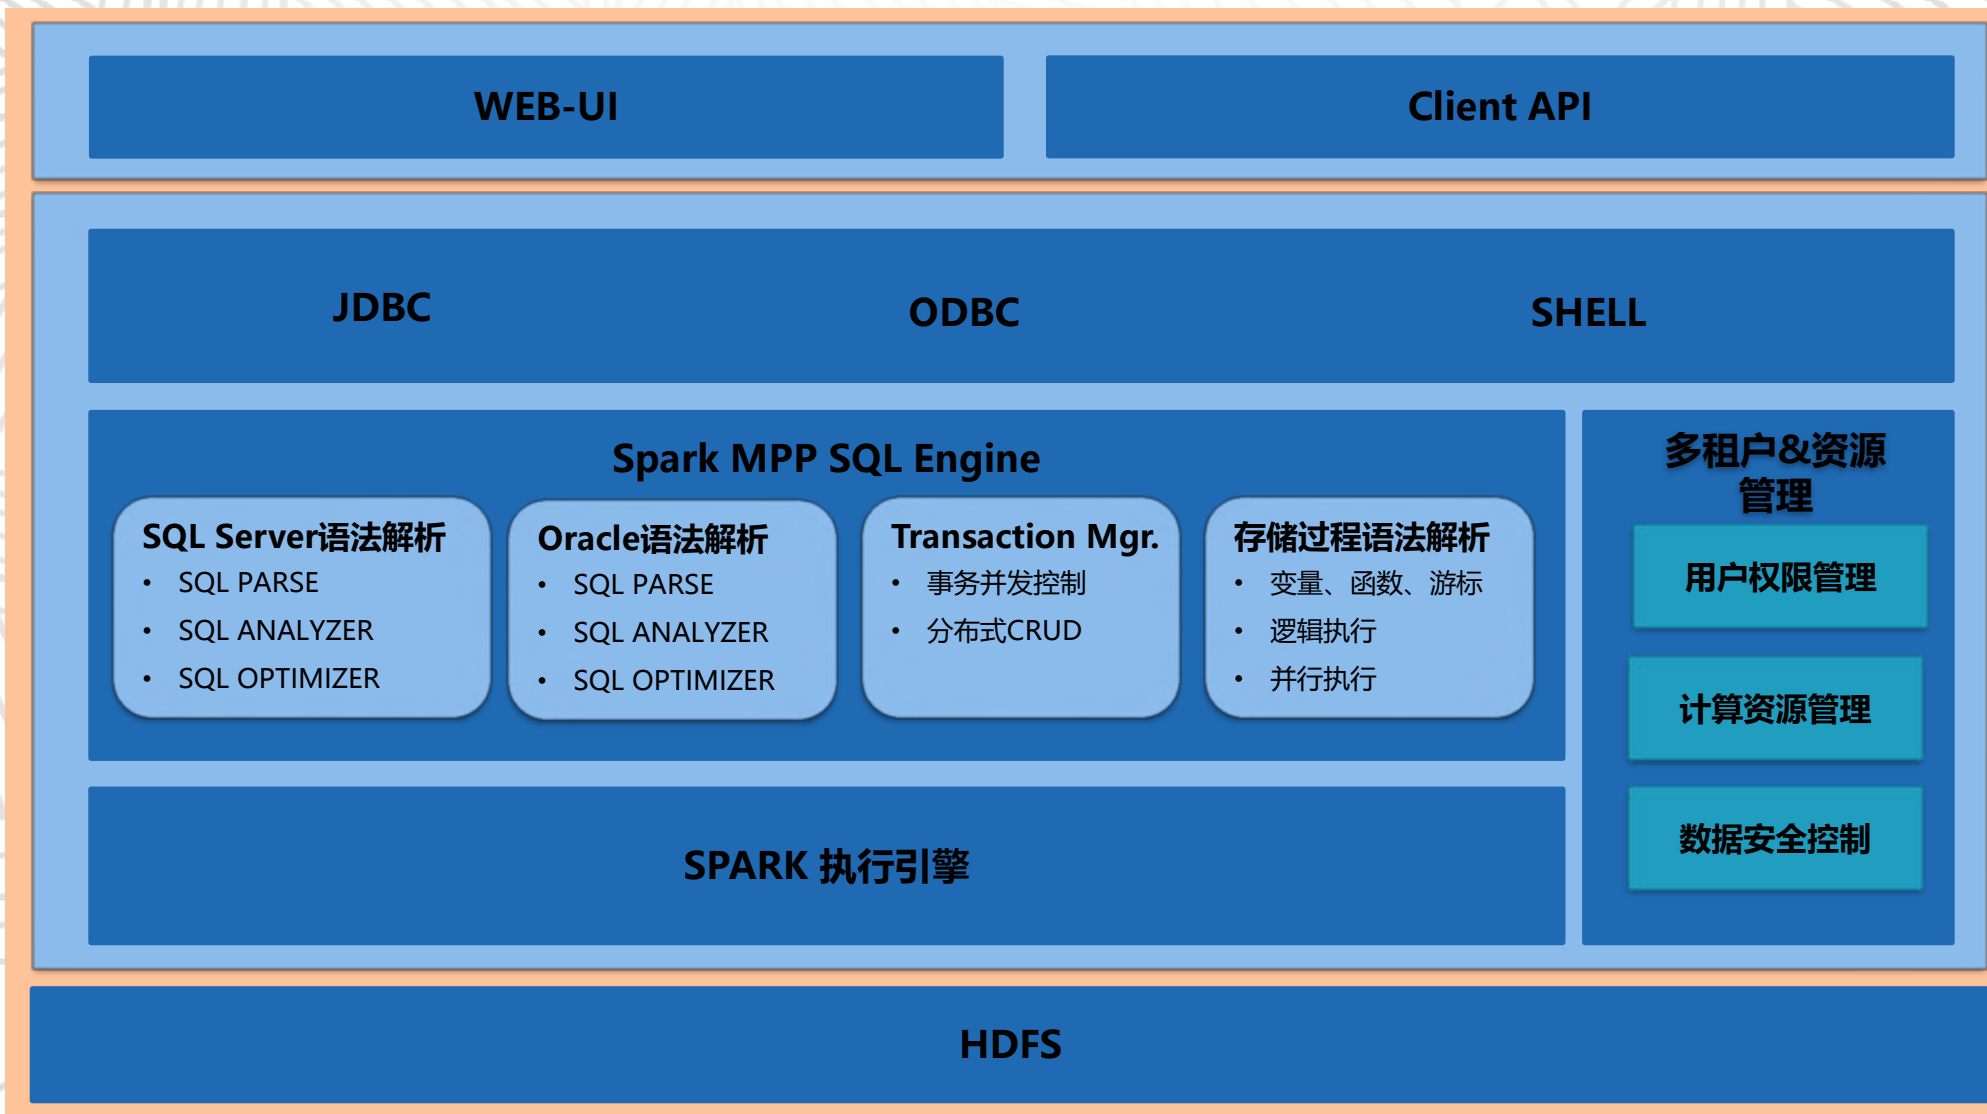 WEB-UI
Client API
JDBC
ODBC
SHELL
Spark MPP SQL Engine
SQL Server语法解析
• SQL PARSE
• SQL ANALYZER
• SQL OPTIMIZER
Oracle语法解析
• SQL PARSE
• SQL ANALYZER
• SQL OPTIMIZER
Transaction Mgr.
• 事务并发控制
• 分布式CRUD
存储过程语法解析
• 变量、函数、游标
• 逻辑执行
• 并行执行
多租户&资源
管理
用户权限管理
计算资源管理
数据安全控制
SPARK 执行引擎
HDFS